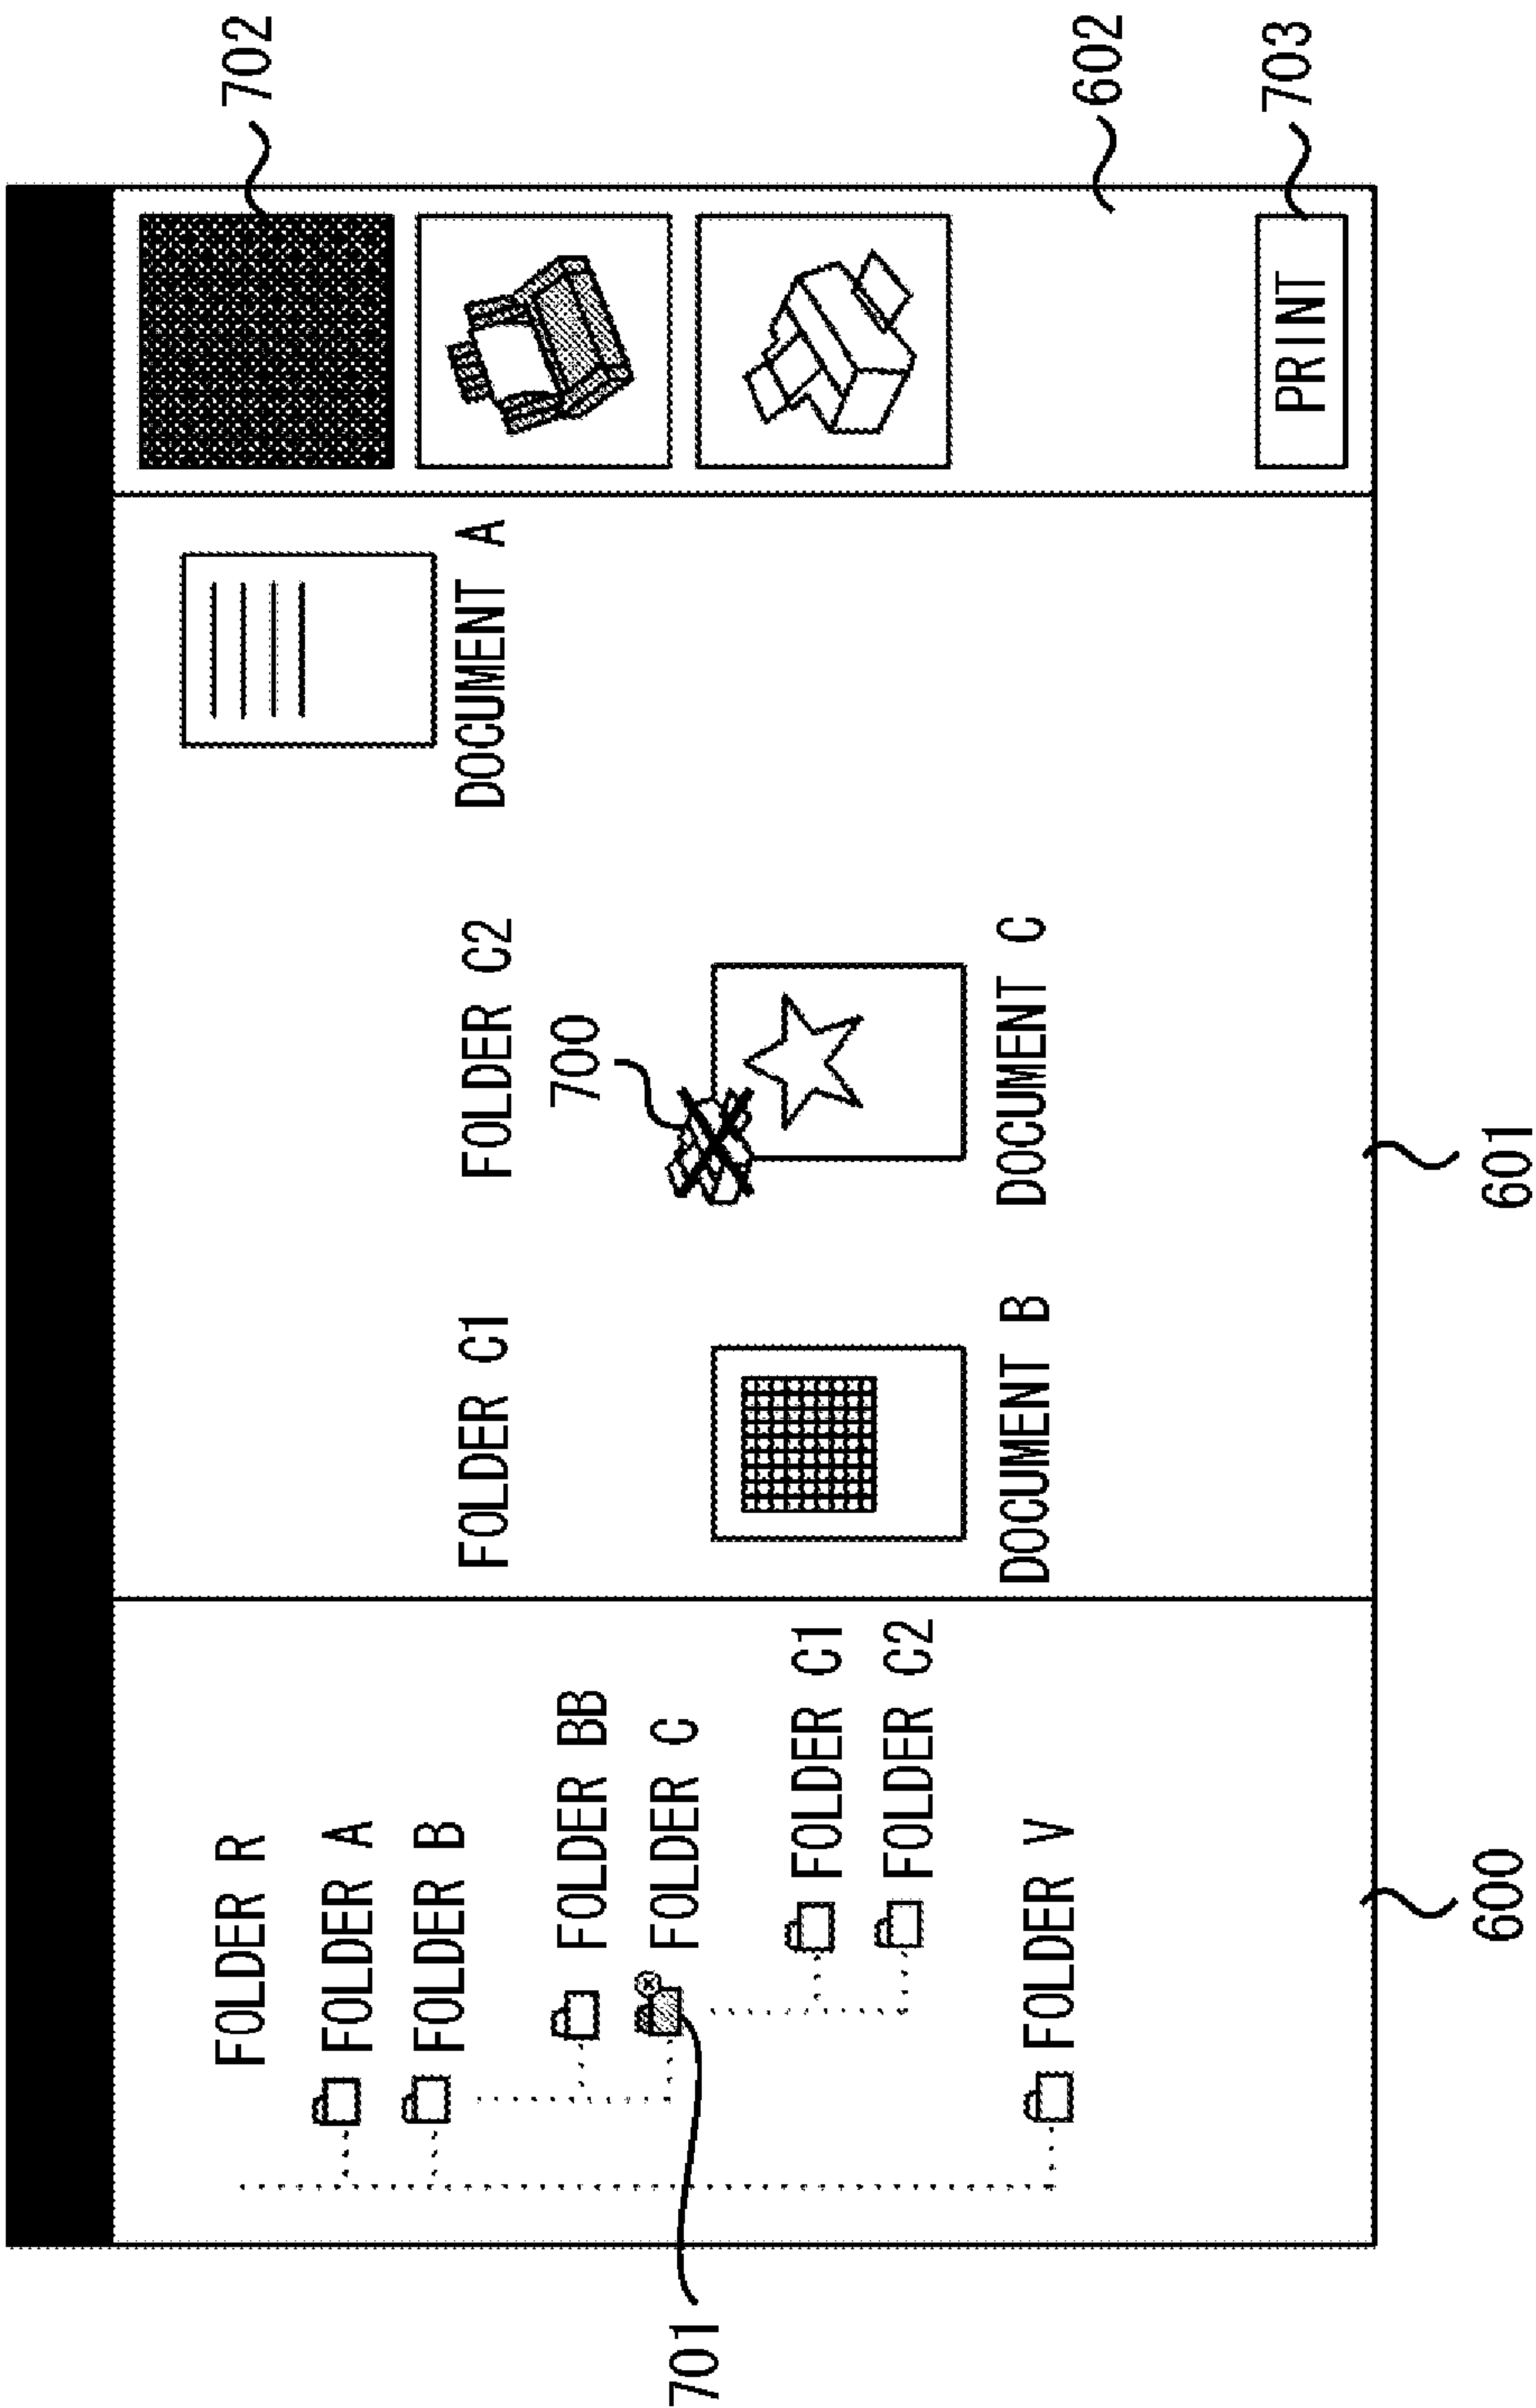 FOLDER R
FOLDER A
FOLDER B
FOLDER BB
FOLDER C
FOLDER C1
FOLDER C2
FOLDER V
701
600
FOLDER C1
FOLDER C2
DOCUMENT A
700
DOCUMENT B
DOCUMENT C
601
702
602
PRINT
703